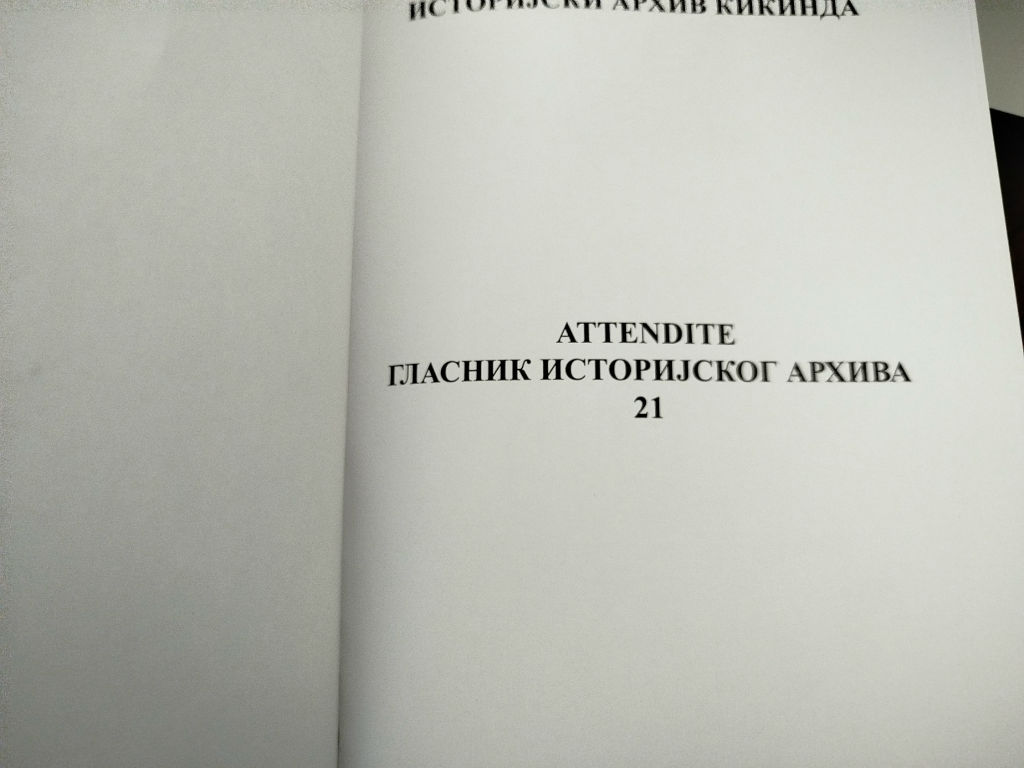 ИСТОРИЈСКИ АРХИВ КИКИНДА
ATTENDITE
ГЛАСНИК ИСТОРИЈСКОГ АРХИВА
21